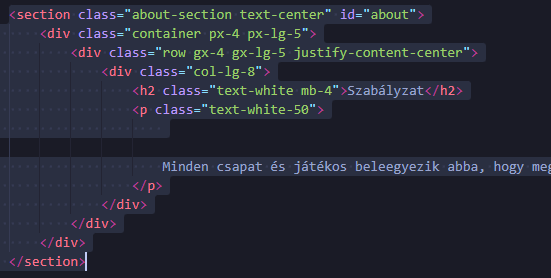 <section class="about-section text-center" id="about">
<div class="container px-4 px-lg-5">
<div class="row gx-4 gx-lg-5 justify-content-center">
<div class="col-lg-8">
<h2 class="text-white mb-4">Szabályzat</h2>
<p class="text-white-50">
Minden csapat és játékos beleegyezik abba, hogy meg
</p>
</div>
</div>
</div>
</section>